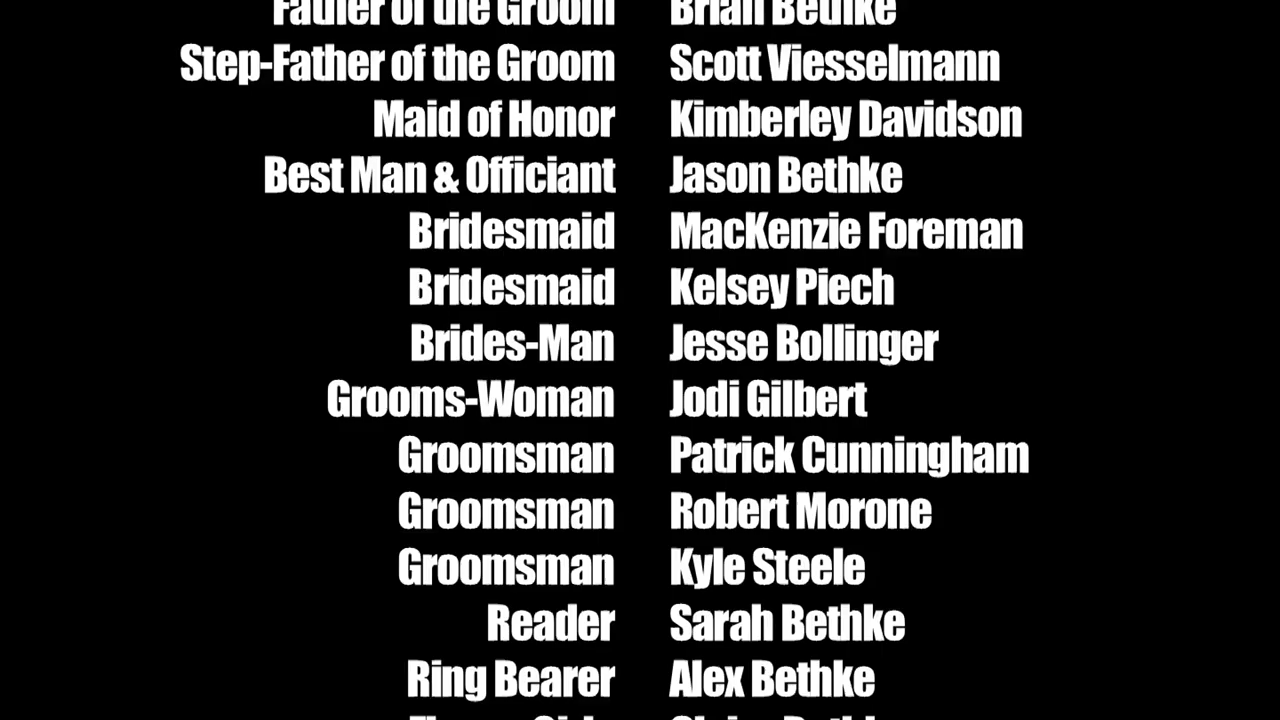 Father of the Groom Brian Bethke
Step-Father of the Groom Scott Viesselmann
Maid of Honor Kimberley Davidson
Best Man & Officiant Jason Bethke
Bridesmaid MacKenzie Foreman
Bridesmaid Kelsey Piech
Brides-Man Jesse Bollinger
Grooms-Woman Jodi Gilbert
Groomsman Patrick Cunningham
Groomsman Robert Morone
Groomsman Kyle Steele
Reader Sarah Bethke
Ring Bearer Alex Bethke